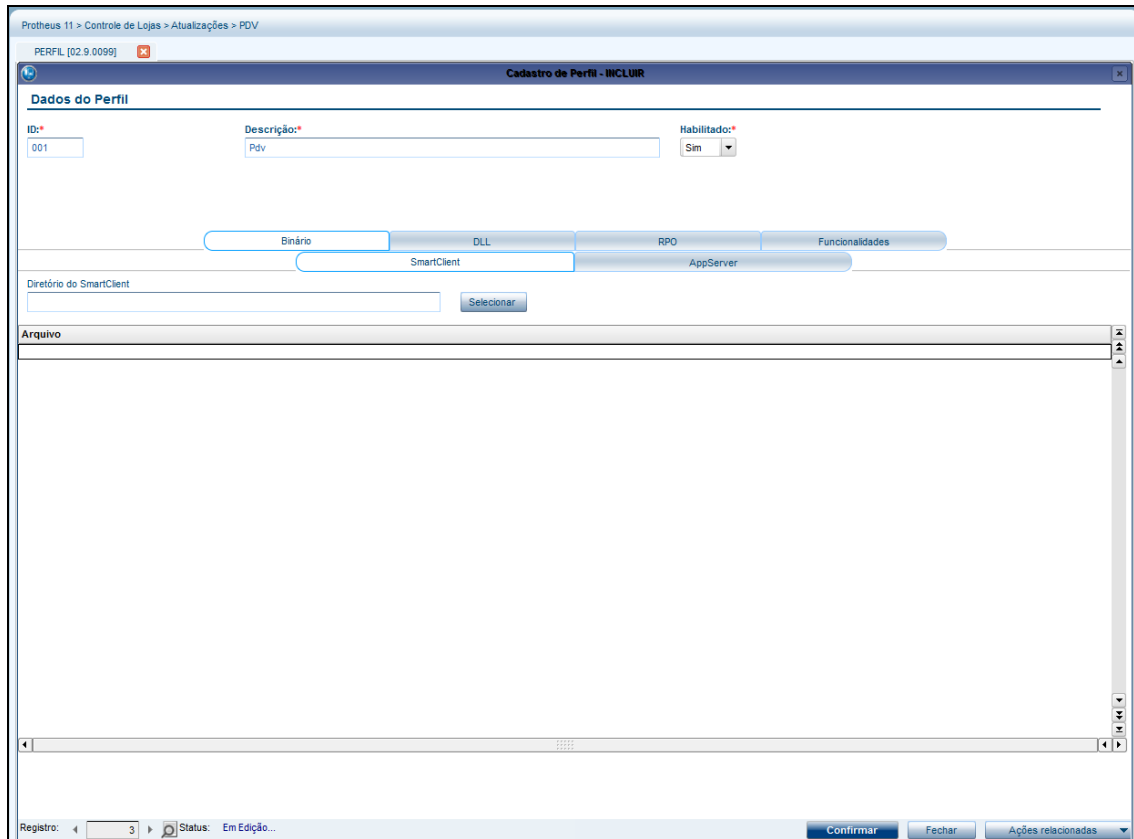 Protheus 11 > Controle de Lojas > Atualizações > PDV
PERFIL [02.9.0099]
Cadastro de Perfil - INCLUIR
Dados do Perfil
ID:* Descrição:* Habilitado:*
001 Pdv Sim
Binário DLL RPO Funcionalidades
SmartClient AppServer
Diretório do SmartClient
Selecionar
Arquivo
Registro: 3 Status: Em Edição... Confirmar Fechar Ações relacionadas